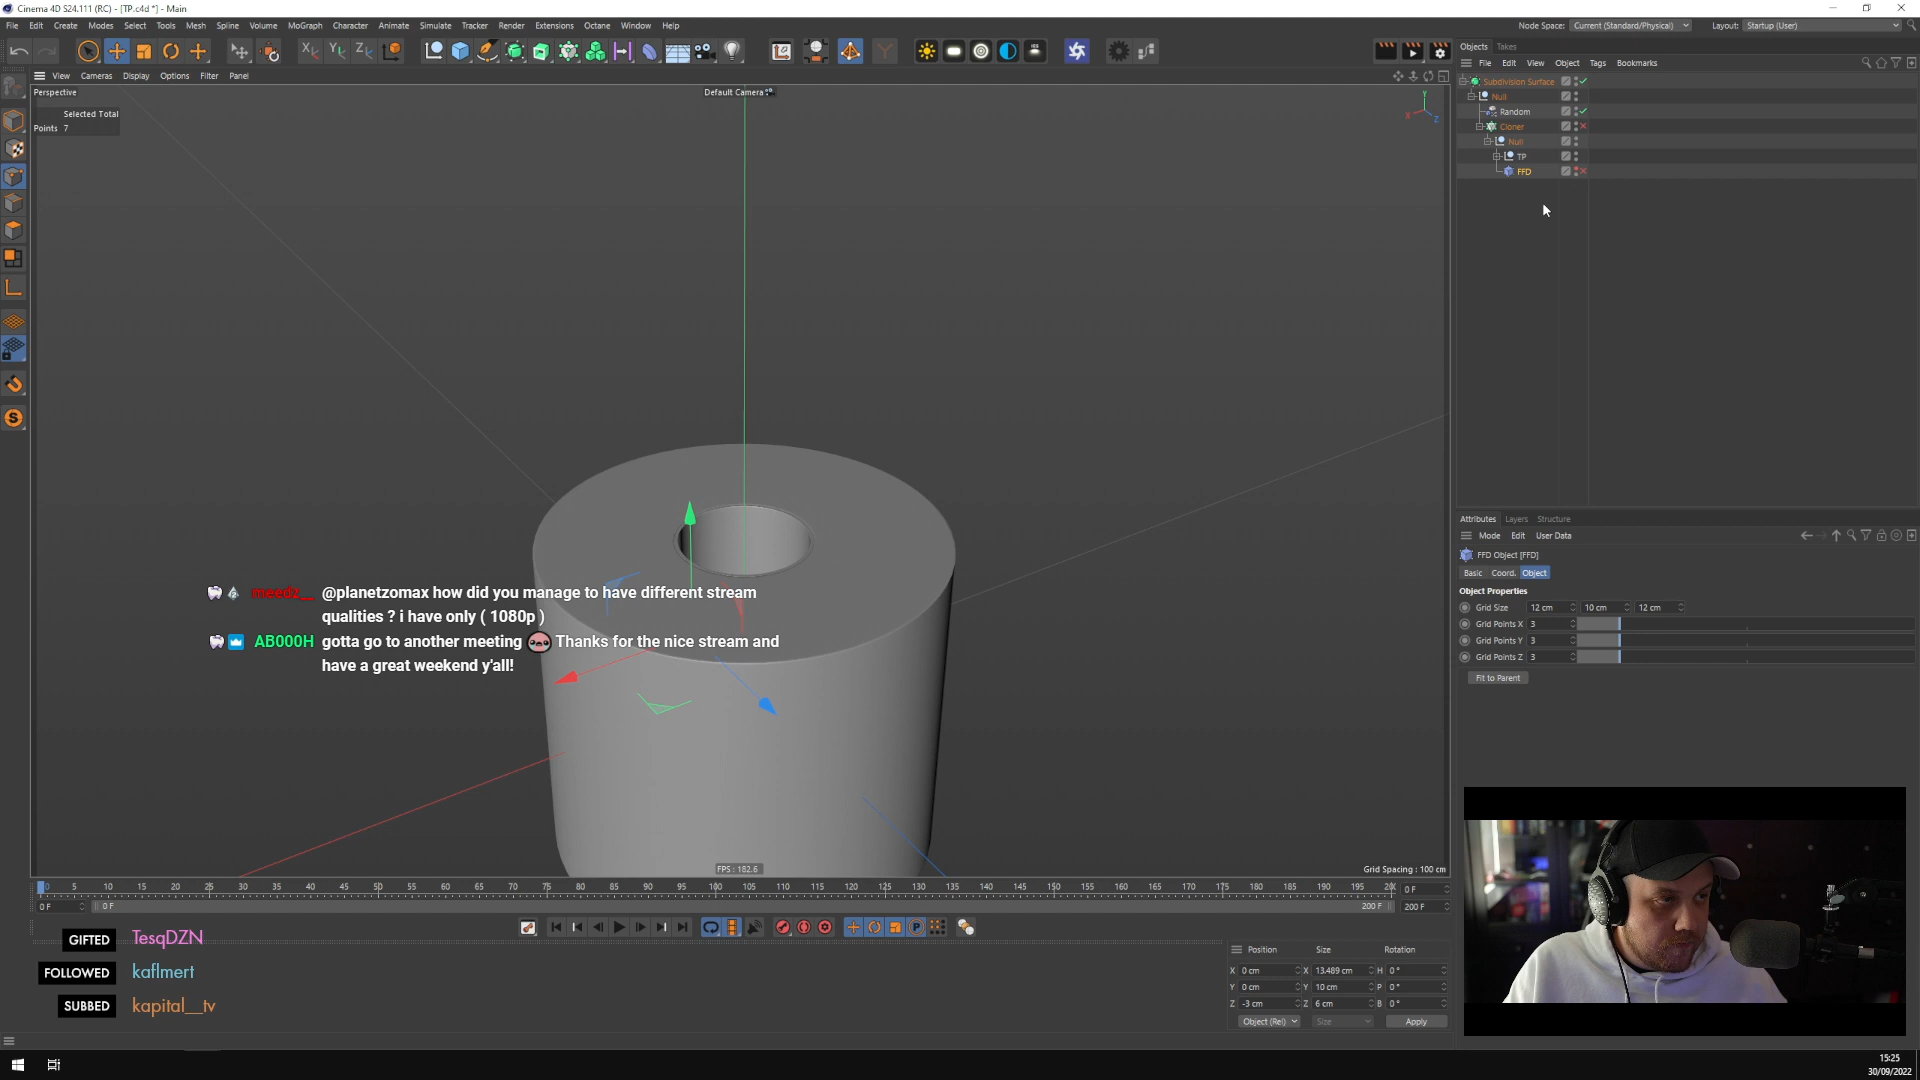 Cinema 4D S24.111 (RC) - [TP.c4d *] - Main
File Edit Create Modes Select Tools Mesh Spline Volume MoGraph Character Animate Simulate Tracker Render Extensions Octane Window Help
Node Space: Current (Standard/Physical) Layout: Startup (User)
Objects Takes
File Edit View Object Tags Bookmarks
View Cameras Display Options Filter Panel
Perspective
Default Camera
Selected Total
Points 7
Subdivision Surface
Null
Random
Cloner
Null
TP
FFD
Y
X
Z
Attributes Layers Structure
Mode Edit User Data
FFD Object [FFD]
Basic Coord. Object
Object Properties
Grid Size 12 cm 10 cm 12 cm
Grid Points X 3
Grid Points Y 3
Grid Points Z 3
Fit to Parent
meedz__ @planetzomax how did you manage to have different stream
qualities ? i have only ( 1080p )
AB000H gotta go to another meeting Thanks for the nice stream and
have a great weekend y'all!
FPS : 182.6
Grid Spacing : 100 cm
0 5 10 15 20 25 30 35 40 45 50 55 60 65 70 75 80 85 90 95 100 105 110 115 120 125 130 135 140 145 150 155 160 165 170 175 180 185 190 195 200 0 F
0 F 0 F 200 F 200 F
GIFTED TesqDZN
FOLLOWED kaflmert
SUBBED kapital__tv
Position Size Rotation
X 0 cm X 13.489 cm H 0 °
Y 0 cm Y 10 cm P 0 °
Z -3 cm Z 6 cm B 0 °
Object (Rel) Size Apply
15:25
30/09/2022